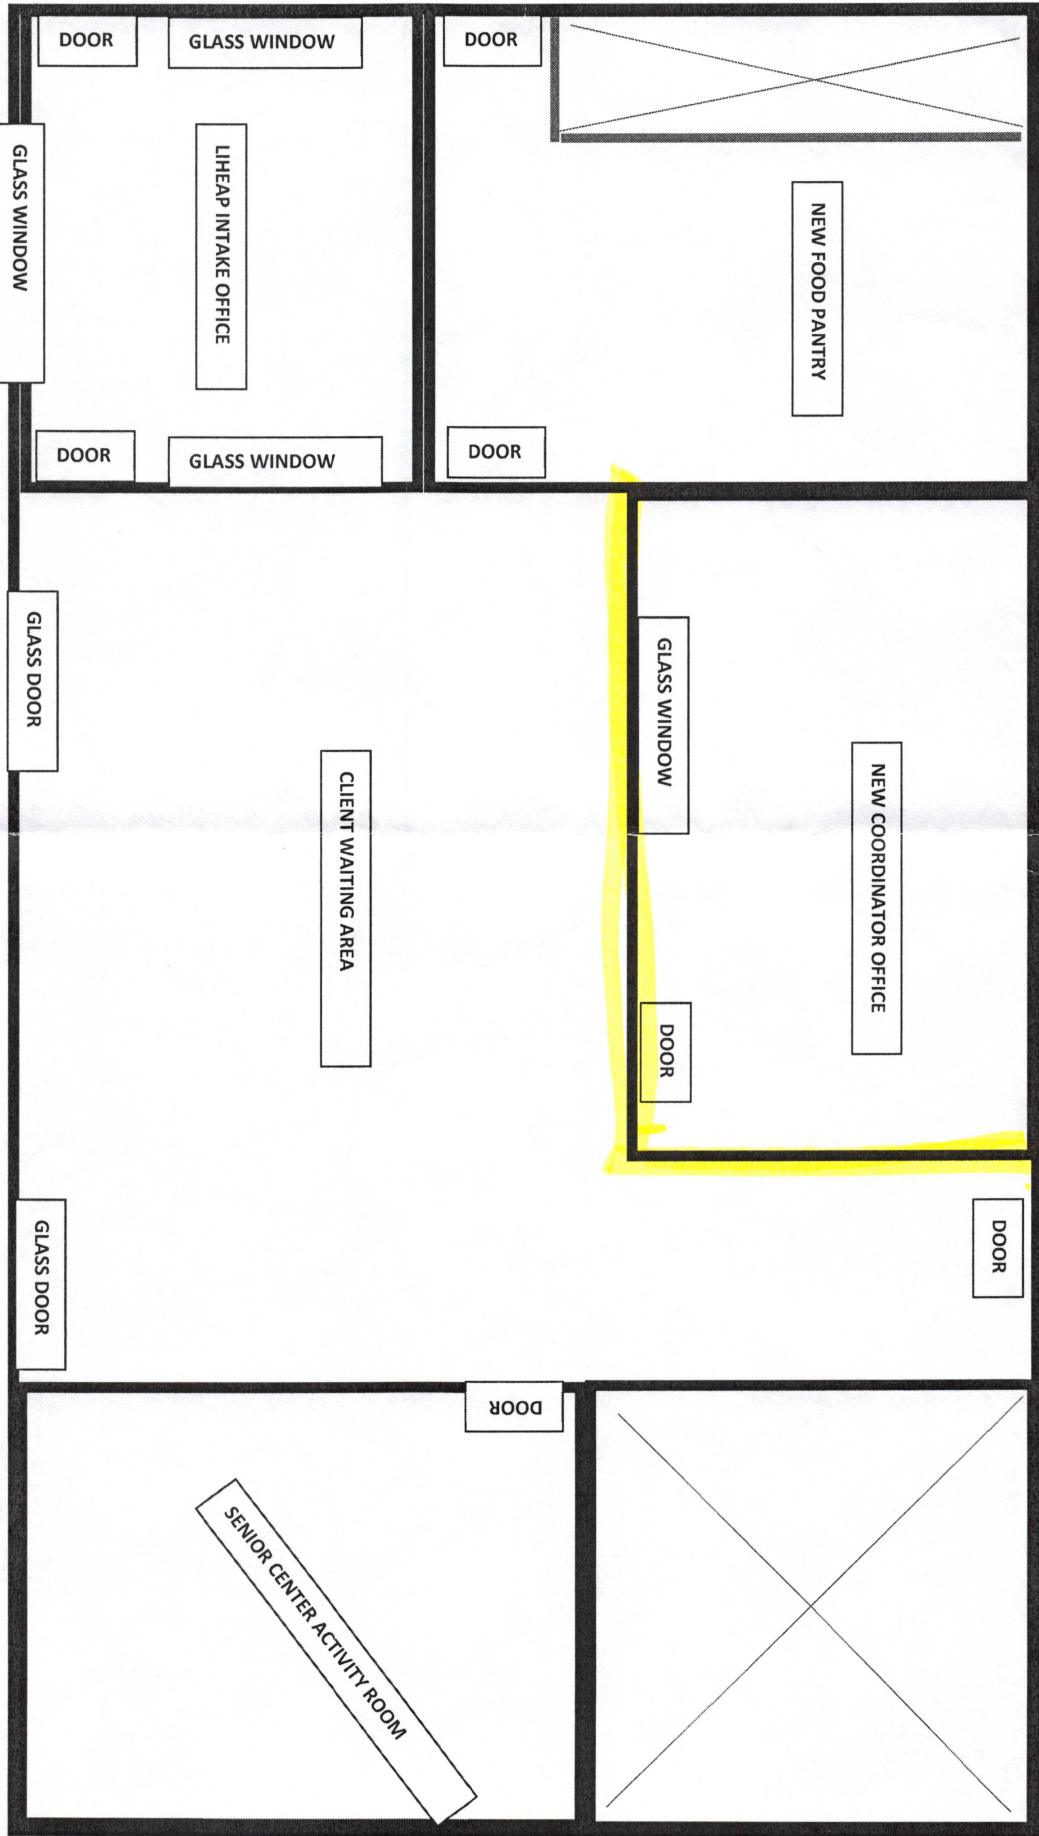 DOOR
GLASS WINDOW
DOOR
GLASS WINDOW
LIHEAP INTAKE OFFICE
NEW FOOD PANTRY
DOOR
GLASS WINDOW
DOOR
GLASS DOOR
GLASS WINDOW
CLIENT WAITING AREA
NEW COORDINATOR OFFICE
DOOR
GLASS DOOR
DOOR
DOOR
SENIOR CENTER ACTIVITY ROOM